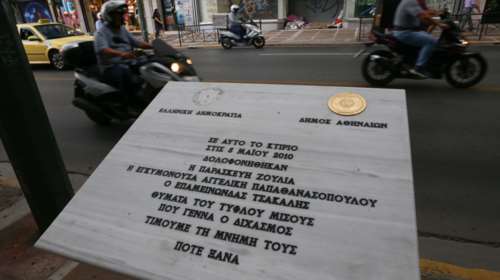 ΕΛΛΗΝΙΚΗ ΔΗΜΟΚΡΑΤΙΑ
ΔΗΜΟΣ ΑΘΗΝΑΙΩΝ
ΣΕ ΑΥΤΟ ΤΟ ΚΤΙΡΙΟ
ΣΤΙΣ 5 ΜΑΪΟΥ 2010
ΔΟΛΟΦΟΝΗΘΗΚΑΝ
Η ΠΑΡΑΣΚΕΥΗ ΖΟΥΛΙΑ
Η ΕΓΚΥΜΟΝΟΥΣΑ ΑΓΓΕΛΙΚΗ ΠΑΠΑΘΑΝΑΣΟΠΟΥΛΟΥ
Ο ΕΠΑΜΕΙΝΩΝΔΑΣ ΤΣΑΚΑΛΗΣ
ΘΥΜΑΤΑ ΤΟΥ ΤΥΦΛΟΥ ΜΙΣΟΥΣ
ΠΟΥ ΓΕΝΝΑ Ο ΔΙΧΑΣΜΟΣ
ΤΙΜΟΥΜΕ ΤΗ ΜΝΗΜΗ ΤΟΥΣ
ΠΟΤΕ ΞΑΝΑ